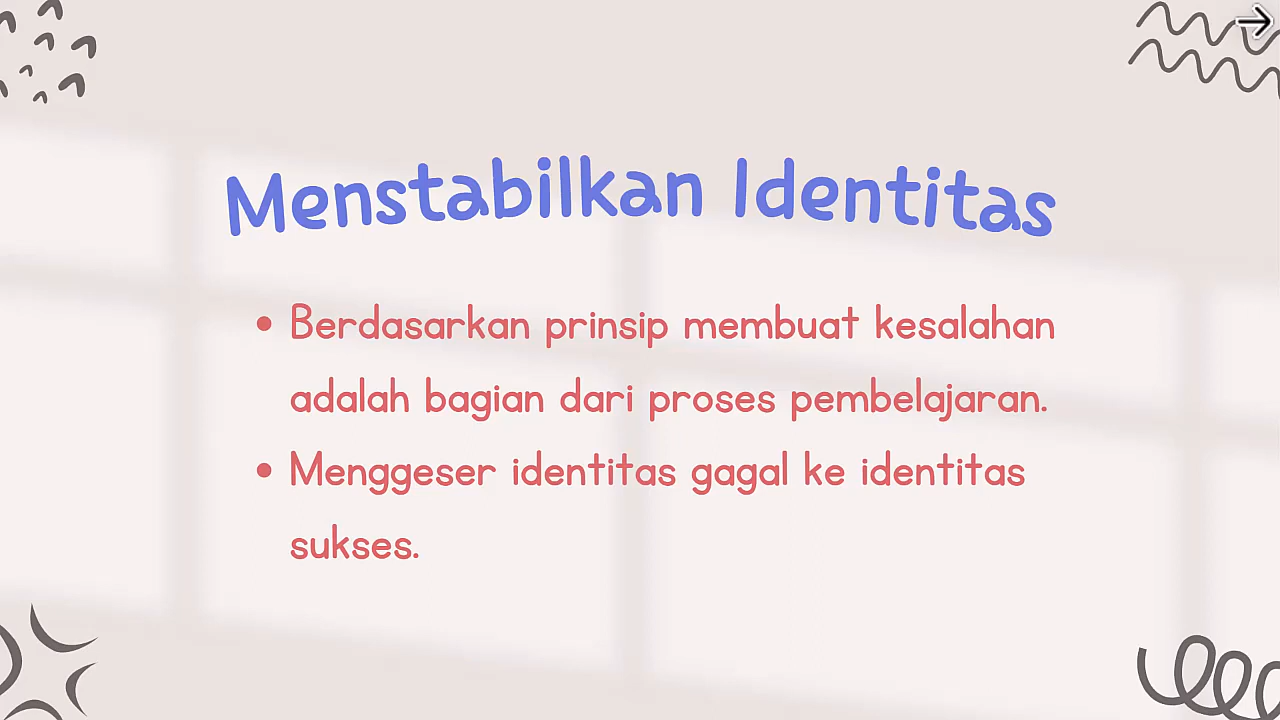 Menstabilkan Identitas
• Berdasarkan prinsip membuat kesalahan
adalah bagian dari proses pembelajaran.
• Menggeser identitas gagal ke identitas
sukses.